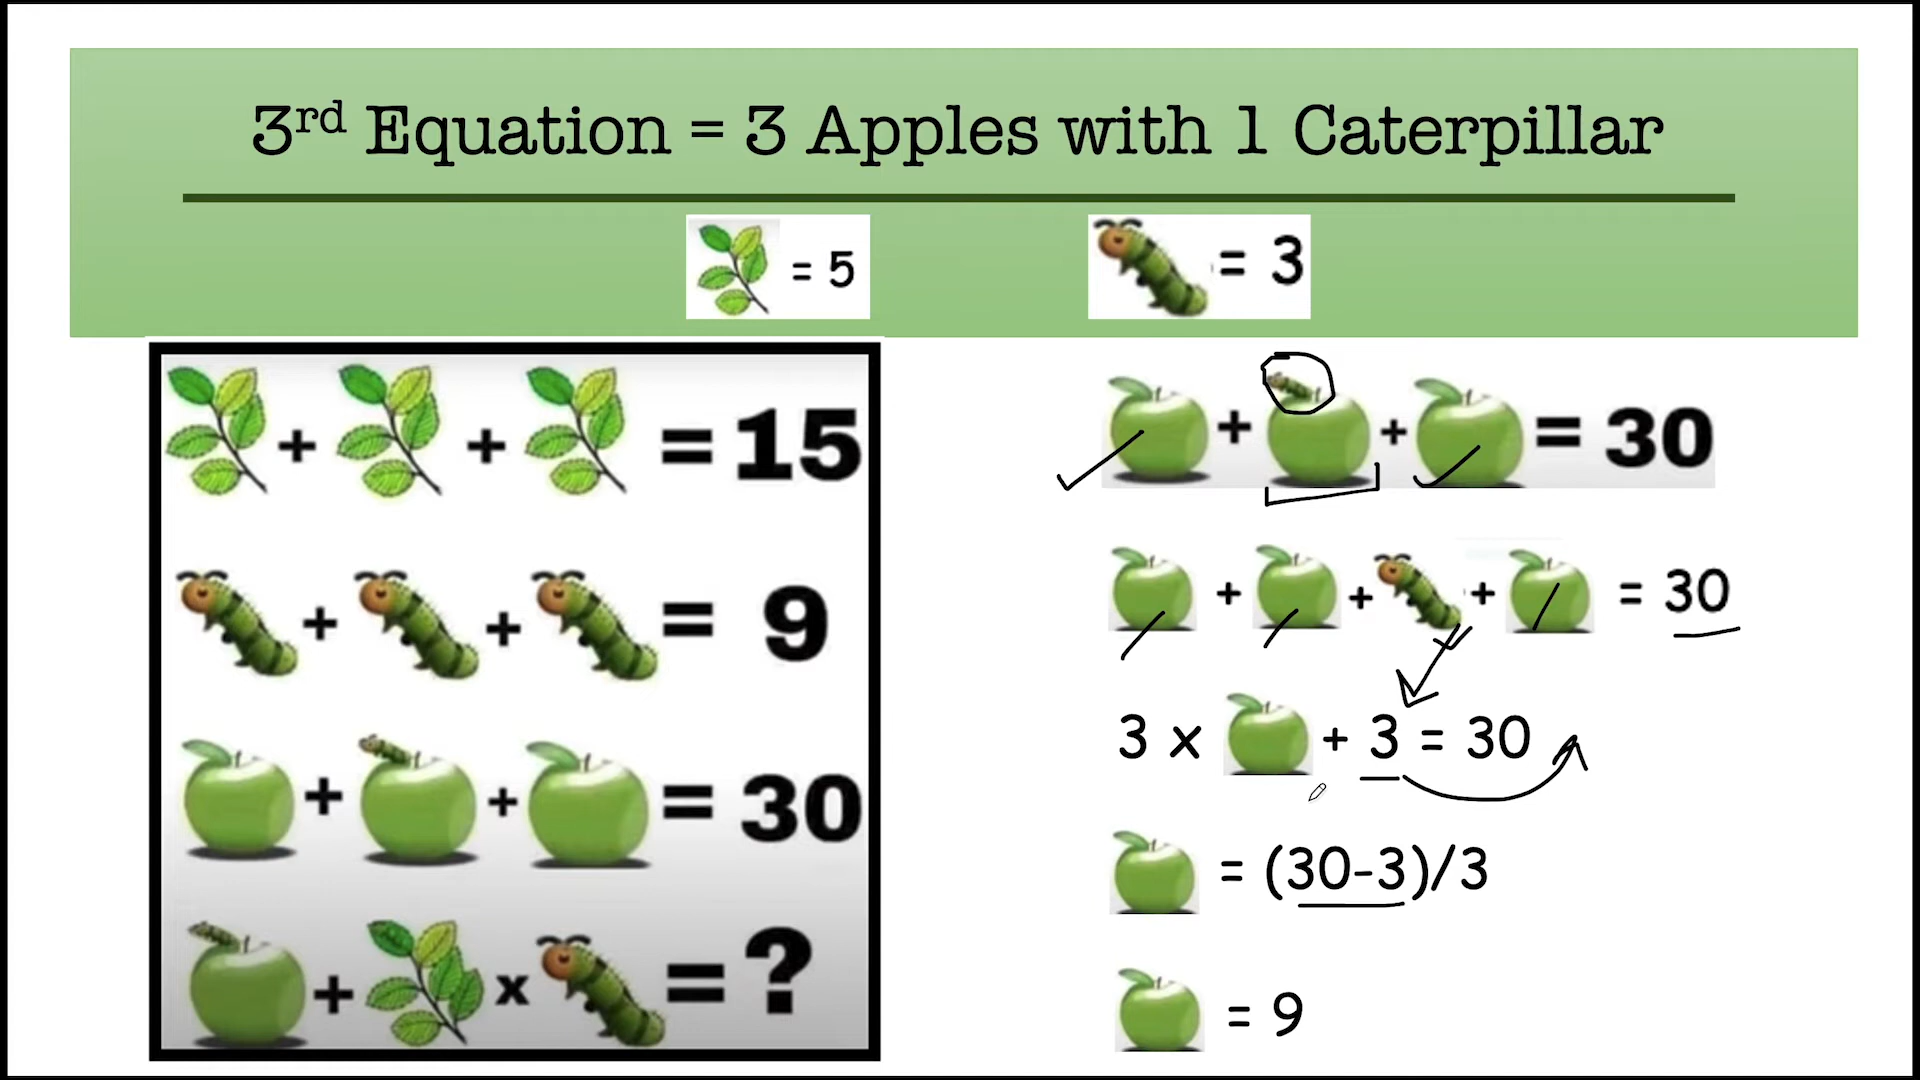 3rd Equation = 3 Apples with 1 Caterpillar
= 5
= 3
+ + = 15
+ + = 9
+ + = 30
+ x = ?
+ + = 30
+ + + = 30
3 x + 3 = 30
= (30-3)/3
= 9